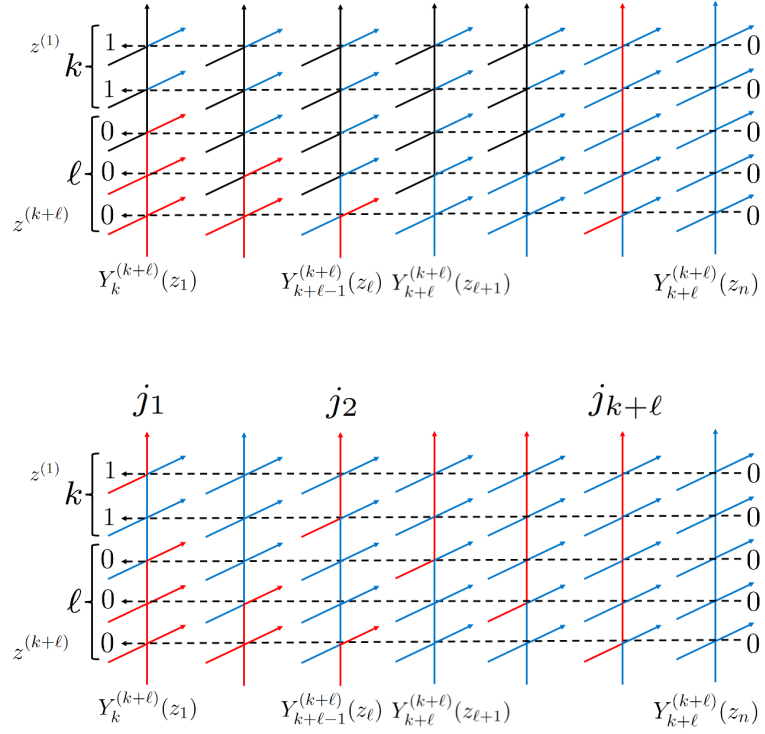 z^{(1)} k 1 0
1 0
0 0
ℓ 0 0
z^{(k+ℓ)} 0 0
Y_k^{(k+ℓ)}(z_1) Y_{k+ℓ-1}^{(k+ℓ)}(z_ℓ) Y_{k+ℓ}^{(k+ℓ)}(z_{ℓ+1}) Y_{k+ℓ}^{(k+ℓ)}(z_n)
j_1 j_2 j_{k+ℓ}
z^{(1)} k 1 0
1 0
0 0
ℓ 0 0
z^{(k+ℓ)} 0 0
Y_k^{(k+ℓ)}(z_1) Y_{k+ℓ-1}^{(k+ℓ)}(z_ℓ) Y_{k+ℓ}^{(k+ℓ)}(z_{ℓ+1}) Y_{k+ℓ}^{(k+ℓ)}(z_n)